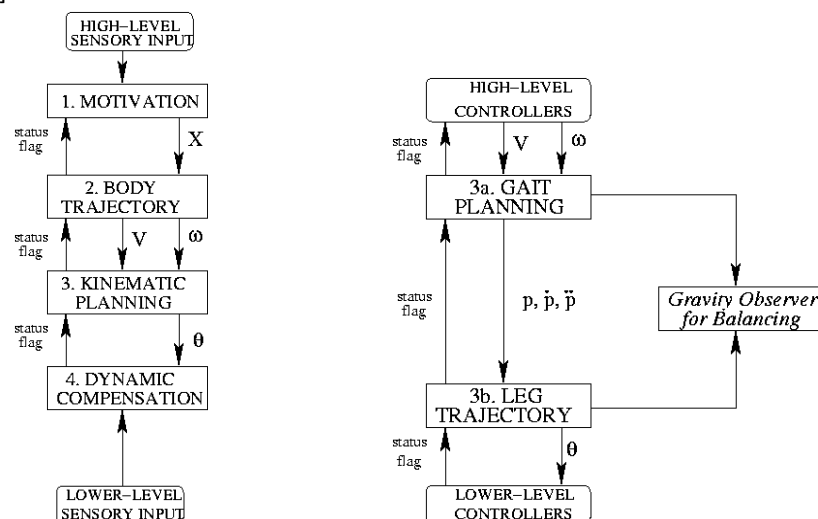 HIGH-LEVEL
SENSORY INPUT
1. MOTIVATION
status
flag
X
2. BODY
TRAJECTORY
status
flag
V
ω
3. KINEMATIC
PLANNING
status
flag
θ
4. DYNAMIC
COMPENSATION
LOWER-LEVEL
SENSORY INPUT
HIGH-LEVEL
CONTROLLERS
status
flag
V
ω
3a. GAIT
PLANNING
status
flag
p, ṗ, p̈
Gravity Observer
for Balancing
3b. LEG
TRAJECTORY
status
flag
θ
LOWER-LEVEL
CONTROLLERS